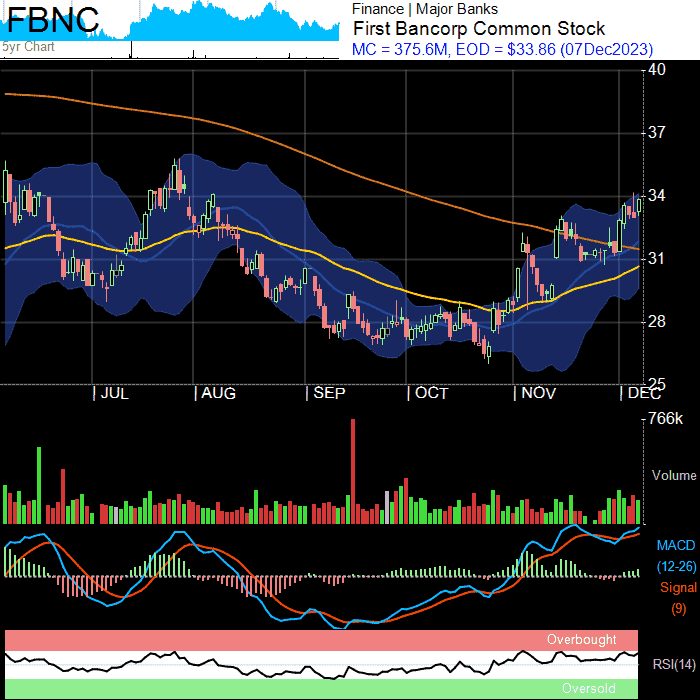 FBNC
5yr Chart
Finance | Major Banks
First Bancorp Common Stock
MC = 375.6M, EOD = $33.86 (07Dec2023)
40
37
34
31
28
25
JUL AUG SEP OCT NOV DEC
766k
Volume
MACD
(12-26)
Signal
(9)
Overbought
RSI(14)
Oversold